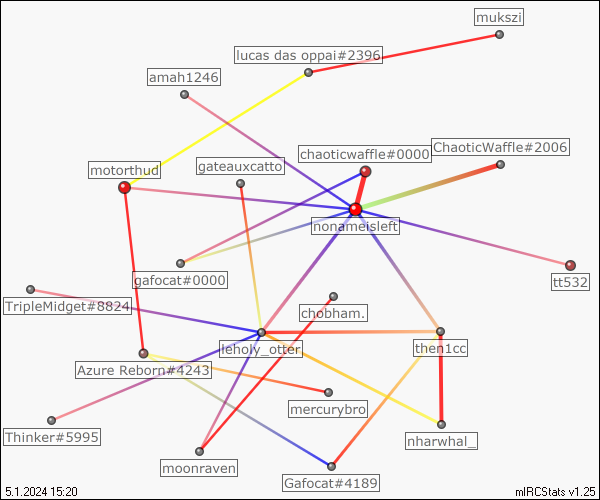 mukszi
lucas das oppai#2396
amah1246
ChaoticWaffle#2006
chaoticwaffle#0000
gateauxcatto
motorthud
nonameisleft
gafocat#0000
tt532
TripleMidget#8824
chobham.
leholy_otter
then1cc
Azure Reborn#4243
mercurybro
Thinker#5995
nharwhal_
moonraven
Gafocat#4189
5.1.2024 15:20
mIRCStats v1.25